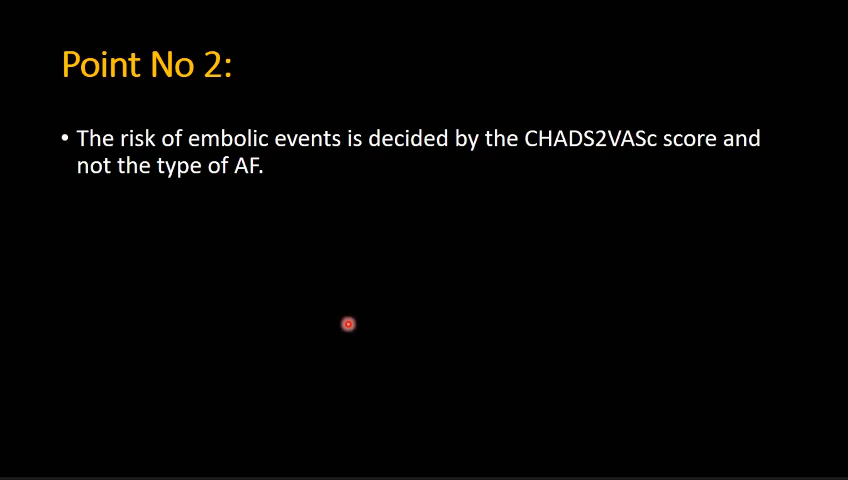 Point No 2:
• The risk of embolic events is decided by the CHADS2VASc score and
not the type of AF.